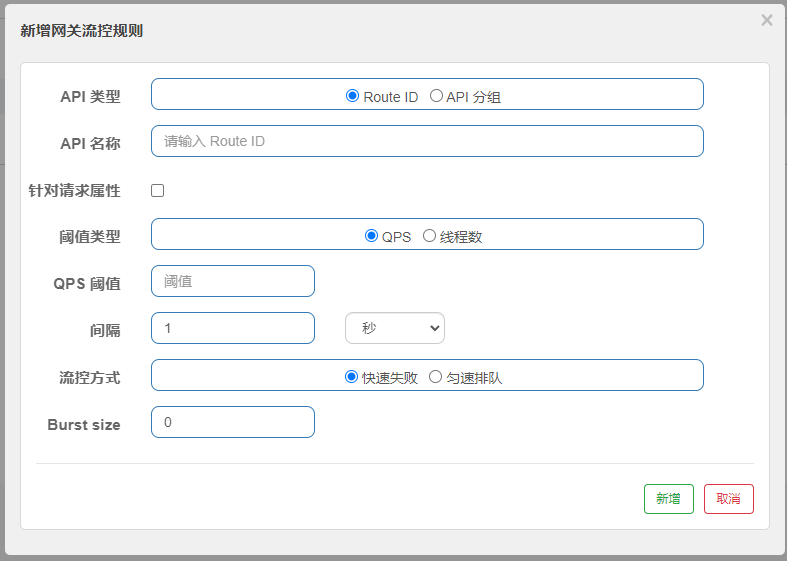 新增网关流控规则 ×
API 类型 Route ID API 分组
API 名称 请输入 Route ID
针对请求属性
阈值类型 QPS 线程数
QPS 阈值 阈值
间隔 1 秒
流控方式 快速失败 匀速排队
Burst size 0
新增 取消